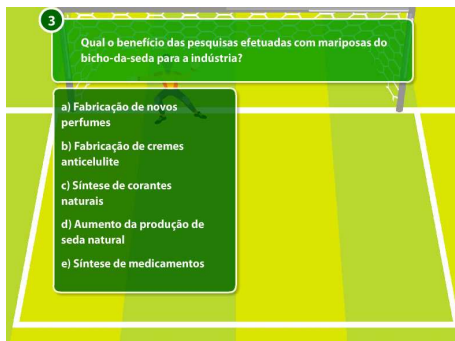 3
Qual o benefício das pesquisas efetuadas com mariposas do
bicho-da-seda para a indústria?
a) Fabricação de novos
perfumes
b) Fabricação de cremes
anticelulite
c) Síntese de corantes
naturais
d) Aumento da produção de
seda natural
e) Síntese de medicamentos